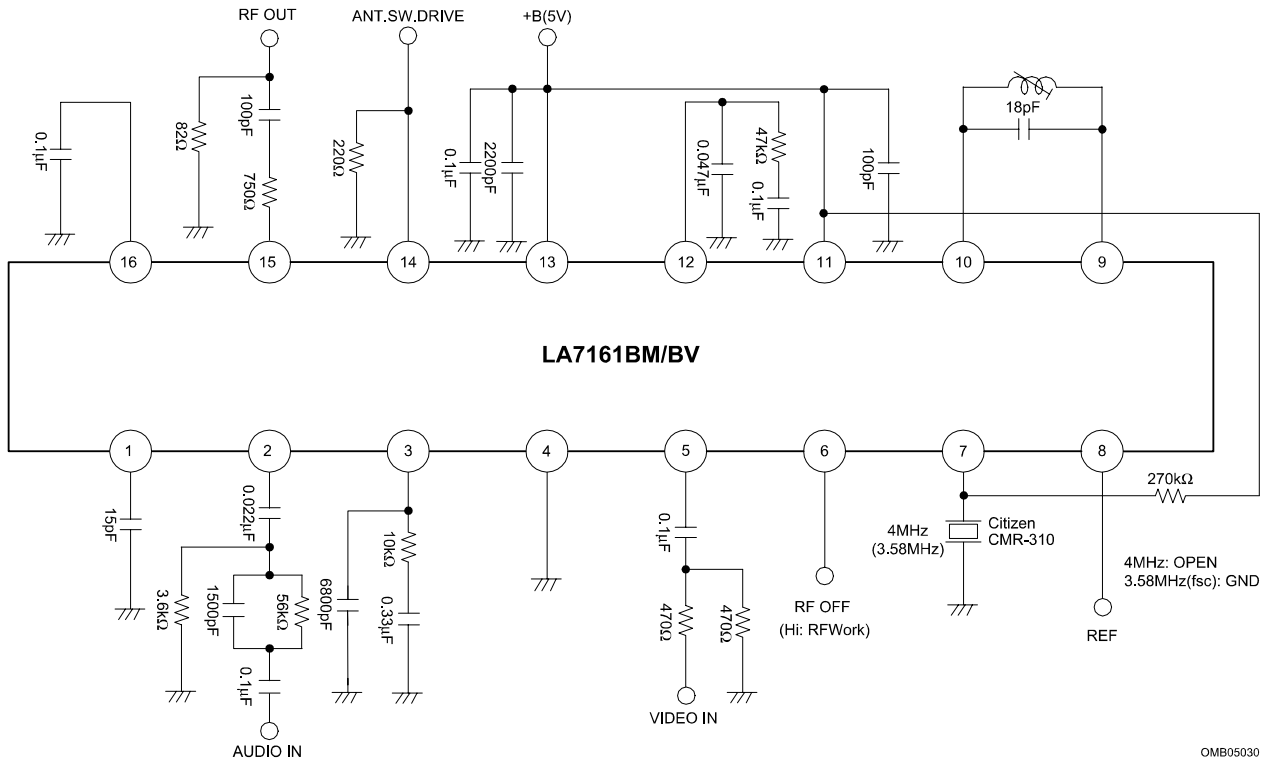 RF OUT
ANT.SW.DRIVE
+B(5V)
0.1μF
82Ω
100pF
750Ω
220Ω
0.1μF
2200pF
0.047μF
47kΩ
0.1μF
100pF
18pF
16
15
14
13
12
11
10
9
LA7161BM/BV
1
2
3
4
5
6
7
8
15pF
0.022μF
3.6kΩ
1500pF
56kΩ
0.1μF
AUDIO IN
6800pF
10kΩ
0.33μF
0.1μF
470Ω
470Ω
VIDEO IN
RF OFF
(Hi: RFWork)
4MHz
(3.58MHz)
Citizen
CMR-310
270kΩ
4MHz: OPEN
3.58MHz(fsc): GND
REF
OMB05030